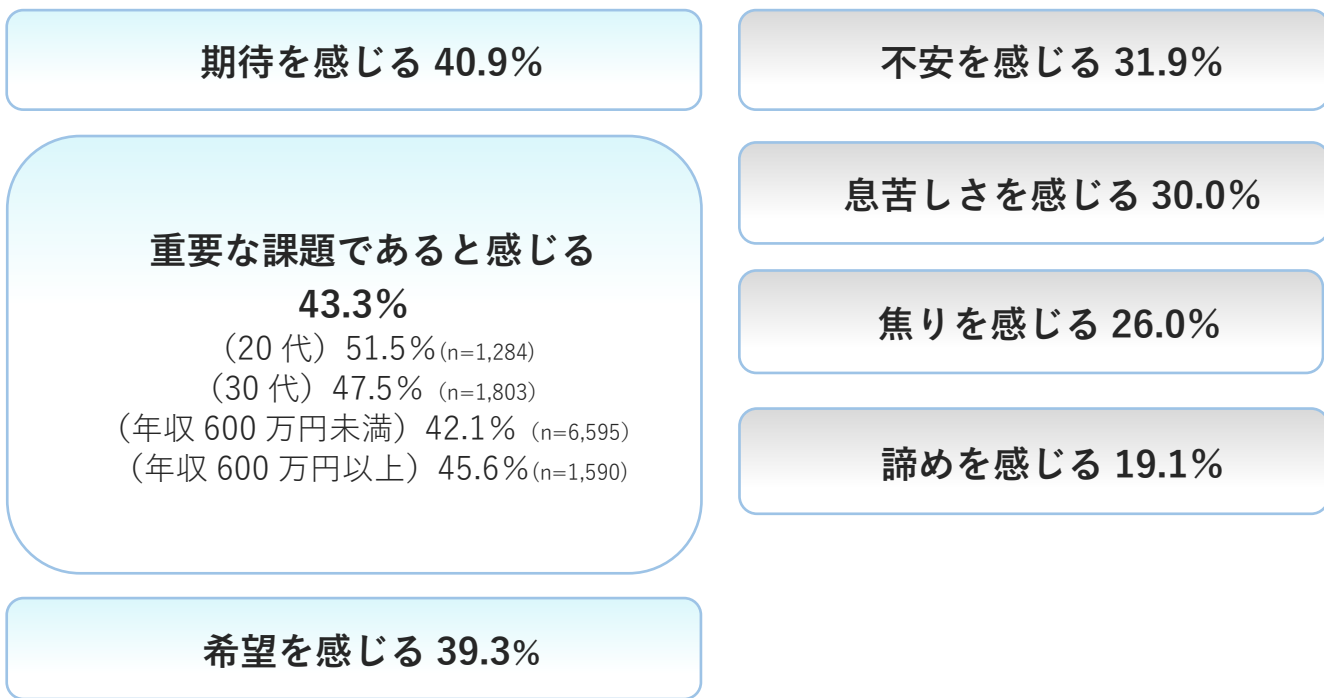 期待を感じる 40.9%
重要な課題であると感じる
43.3%
（20 代）51.5%(n=1,284)
（30 代）47.5% (n=1,803)
（年収 600 万円未満）42.1% (n=6,595)
（年収 600 万円以上）45.6%(n=1,590)
希望を感じる 39.3%
不安を感じる 31.9%
息苦しさを感じる 30.0%
焦りを感じる 26.0%
諦めを感じる 19.1%